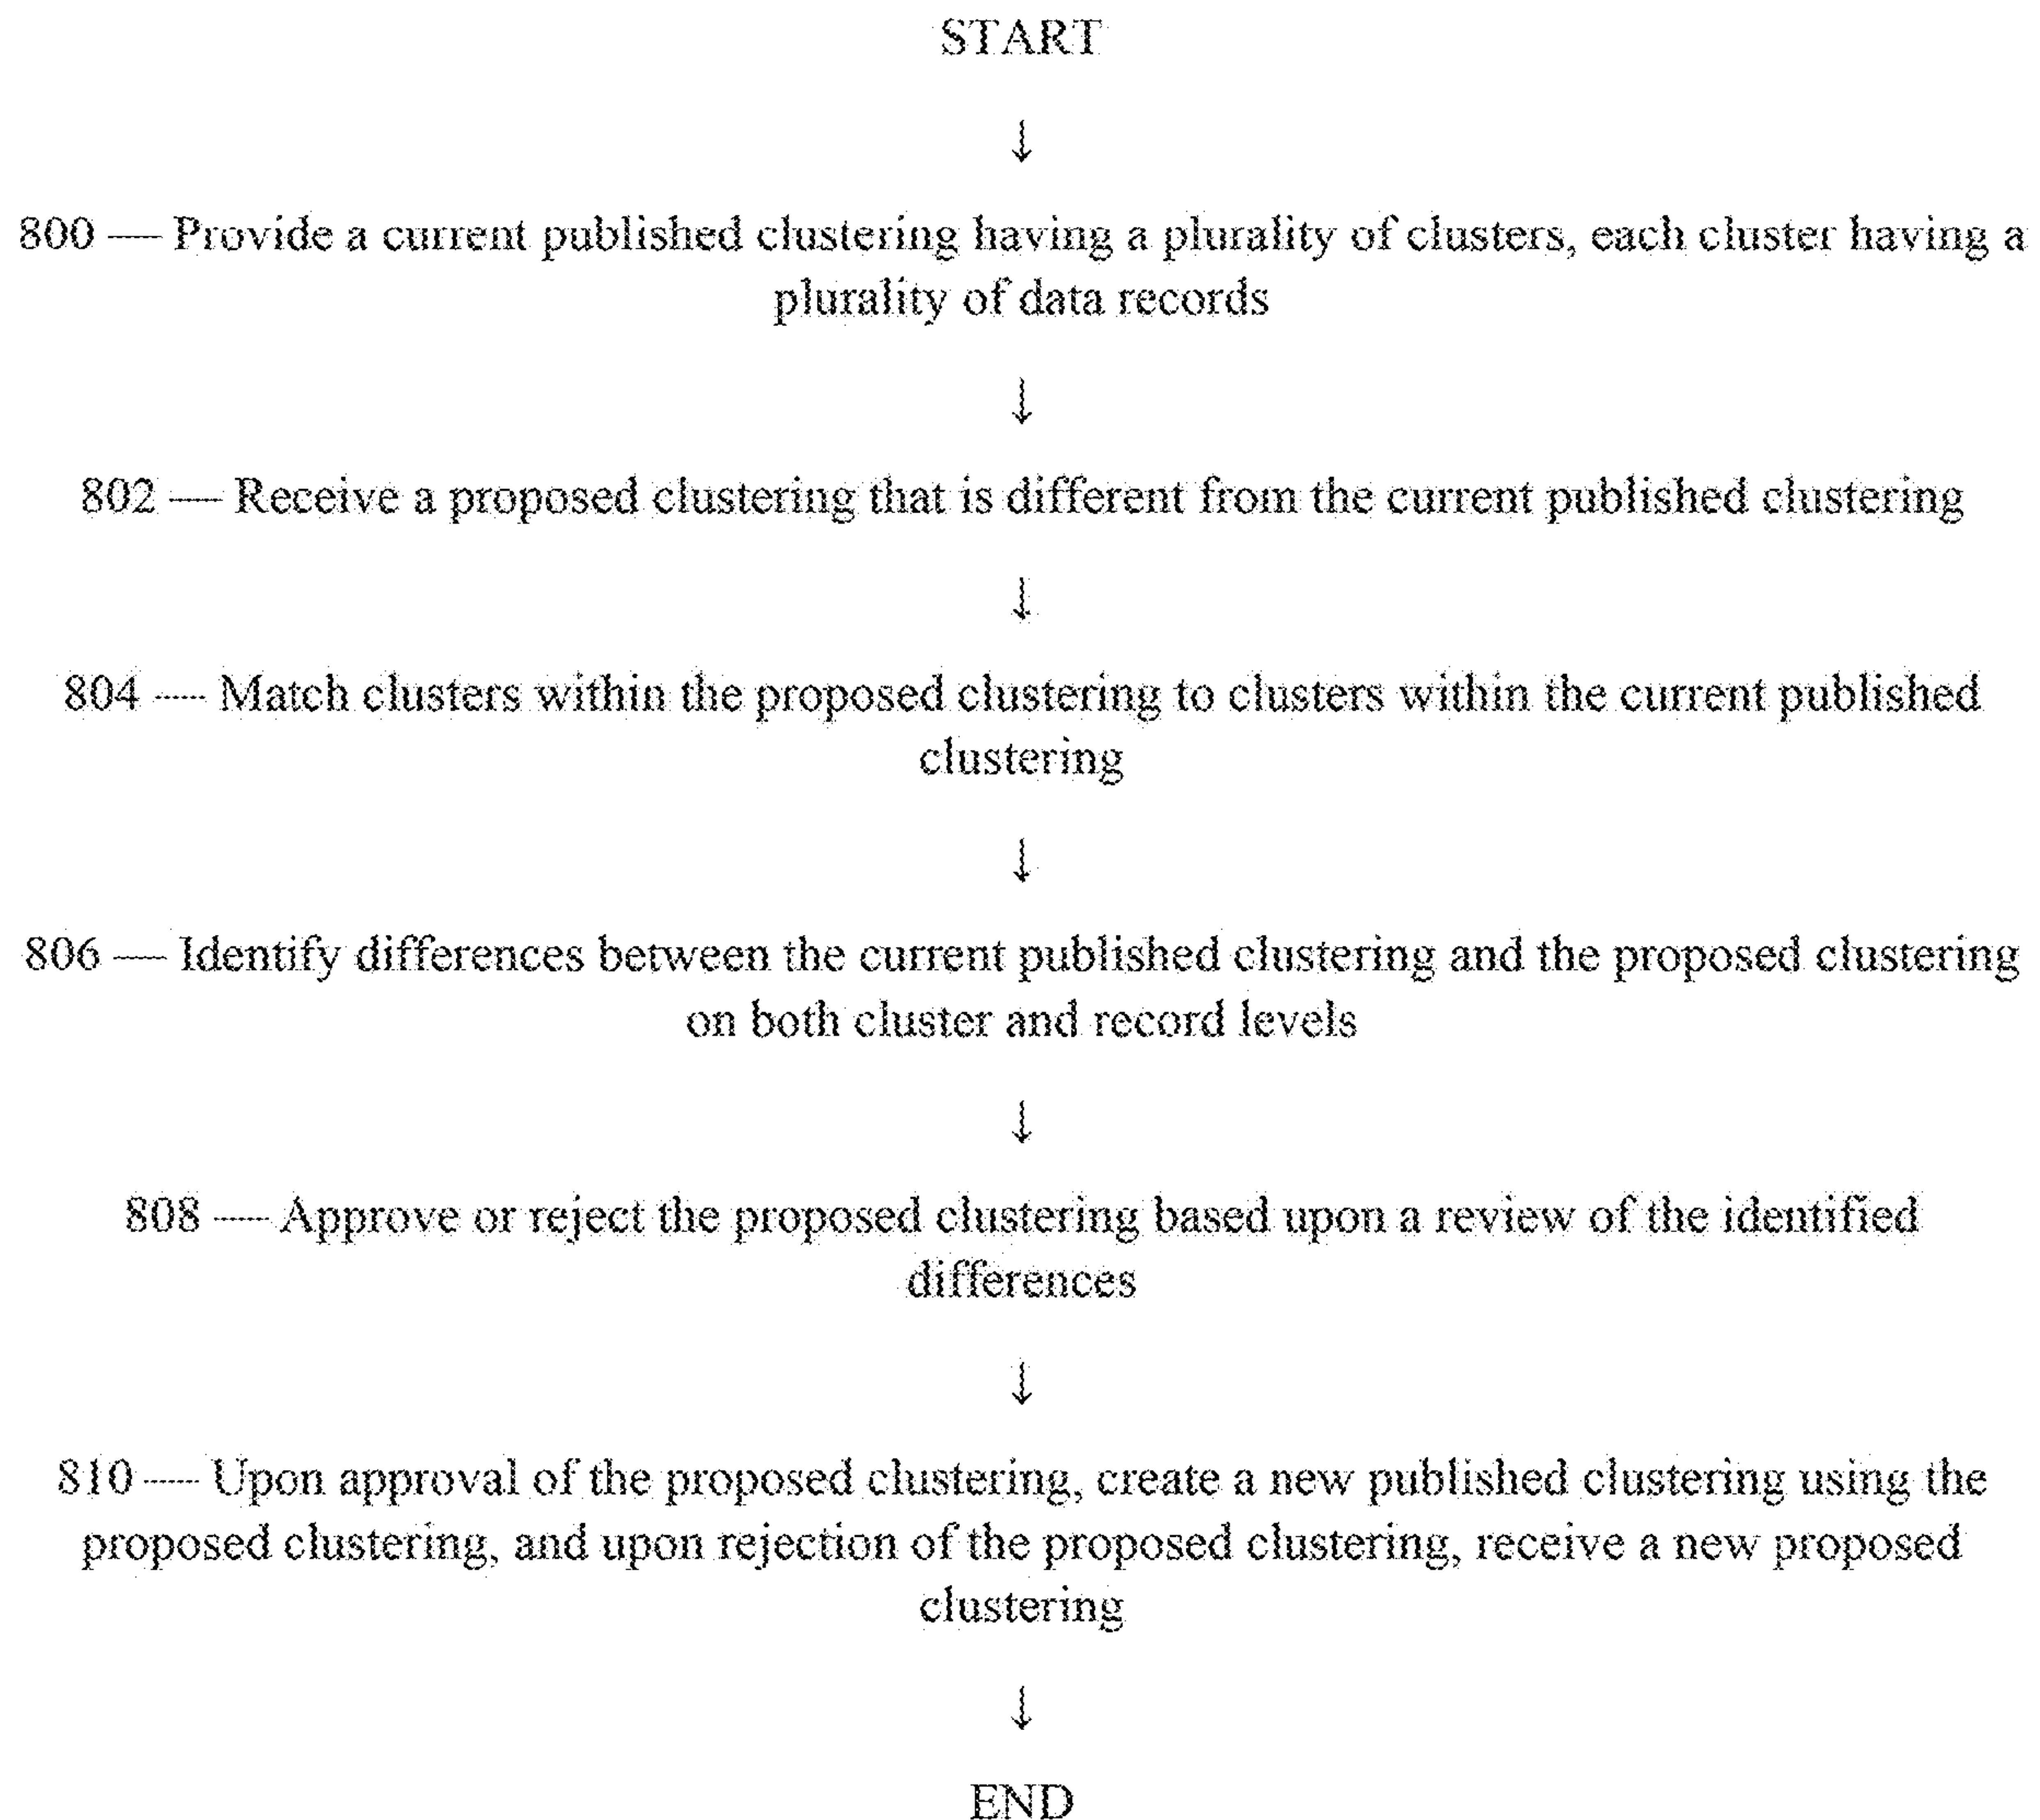 START
↓
800 — Provide a current published clustering having a plurality of clusters, each cluster having a
plurality of data records
↓
802 — Receive a proposed clustering that is different from the current published clustering
↓
804 — Match clusters within the proposed clustering to clusters within the current published
clustering
↓
806 — Identify differences between the current published clustering and the proposed clustering
on both cluster and record levels
↓
808 — Approve or reject the proposed clustering based upon a review of the identified
differences
↓
810 — Upon approval of the proposed clustering, create a new published clustering using the
proposed clustering, and upon rejection of the proposed clustering, receive a new proposed
clustering
↓
END